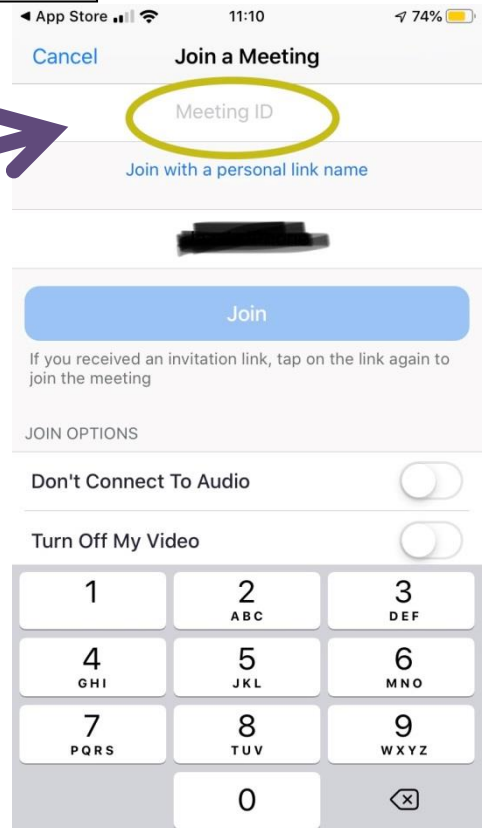 App Store 11:10 74%
Cancel Join a Meeting
Meeting ID
Join with a personal link name
Join
If you received an invitation link, tap on the link again to
join the meeting
JOIN OPTIONS
Don't Connect To Audio
Turn Off My Video
1 2 3
ABC DEF
4 5 6
GHI JKL MNO
7 8 9
PQRS TUV WXYZ
0